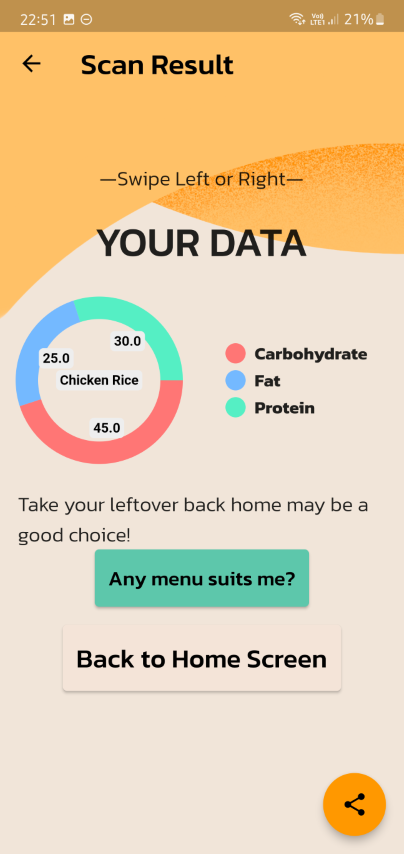 22:51
Vo))
LTE1
21%
Scan Result
—Swipe Left or Right—
YOUR DATA
30.0
25.0
Chicken Rice
45.0
Carbohydrate
Fat
Protein
Take your leftover back home may be a
good choice!
Any menu suits me?
Back to Home Screen